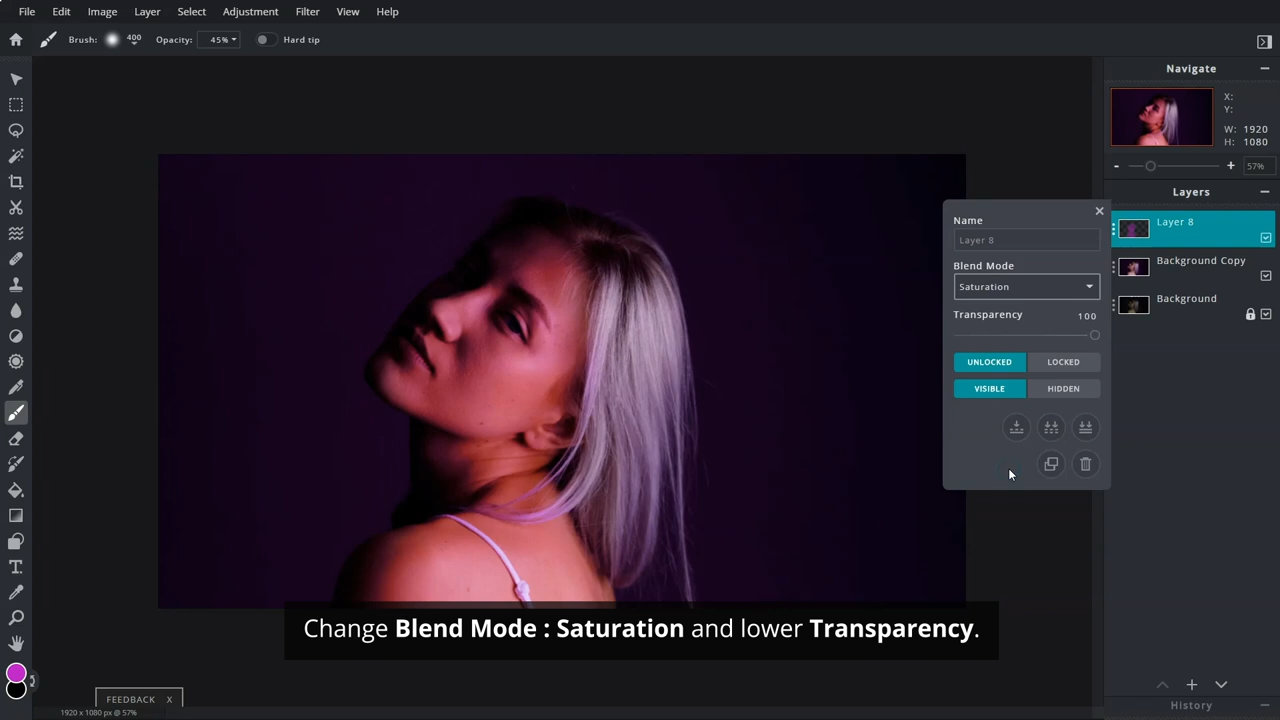 File Edit Image Layer Select Adjustment Filter View Help
Brush: 400 Opacity: 45% Hard tip
Navigate
X:
Y:
W: 1920
H: 1080
- + 57%
Layers
Name
Layer 8
Blend Mode
Saturation
Transparency 100
UNLOCKED LOCKED
VISIBLE HIDDEN
Layer 8
Background Copy
Background
Change Blend Mode : Saturation and lower Transparency.
FEEDBACK X
1920 x 1080 px @ 57%
History